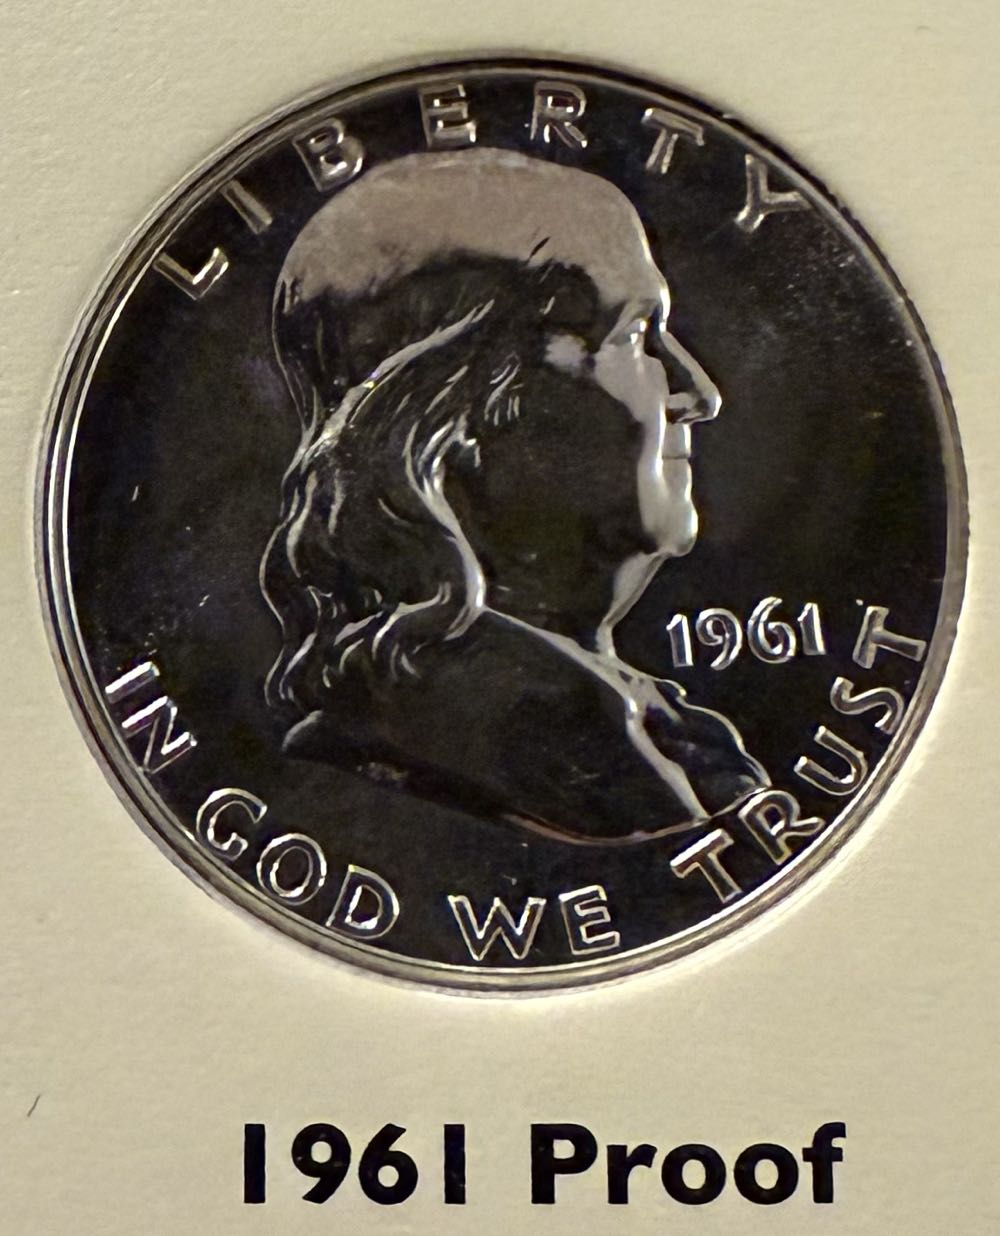 LIBERTY
1961
IN GOD WE TRUST
1961 Proof